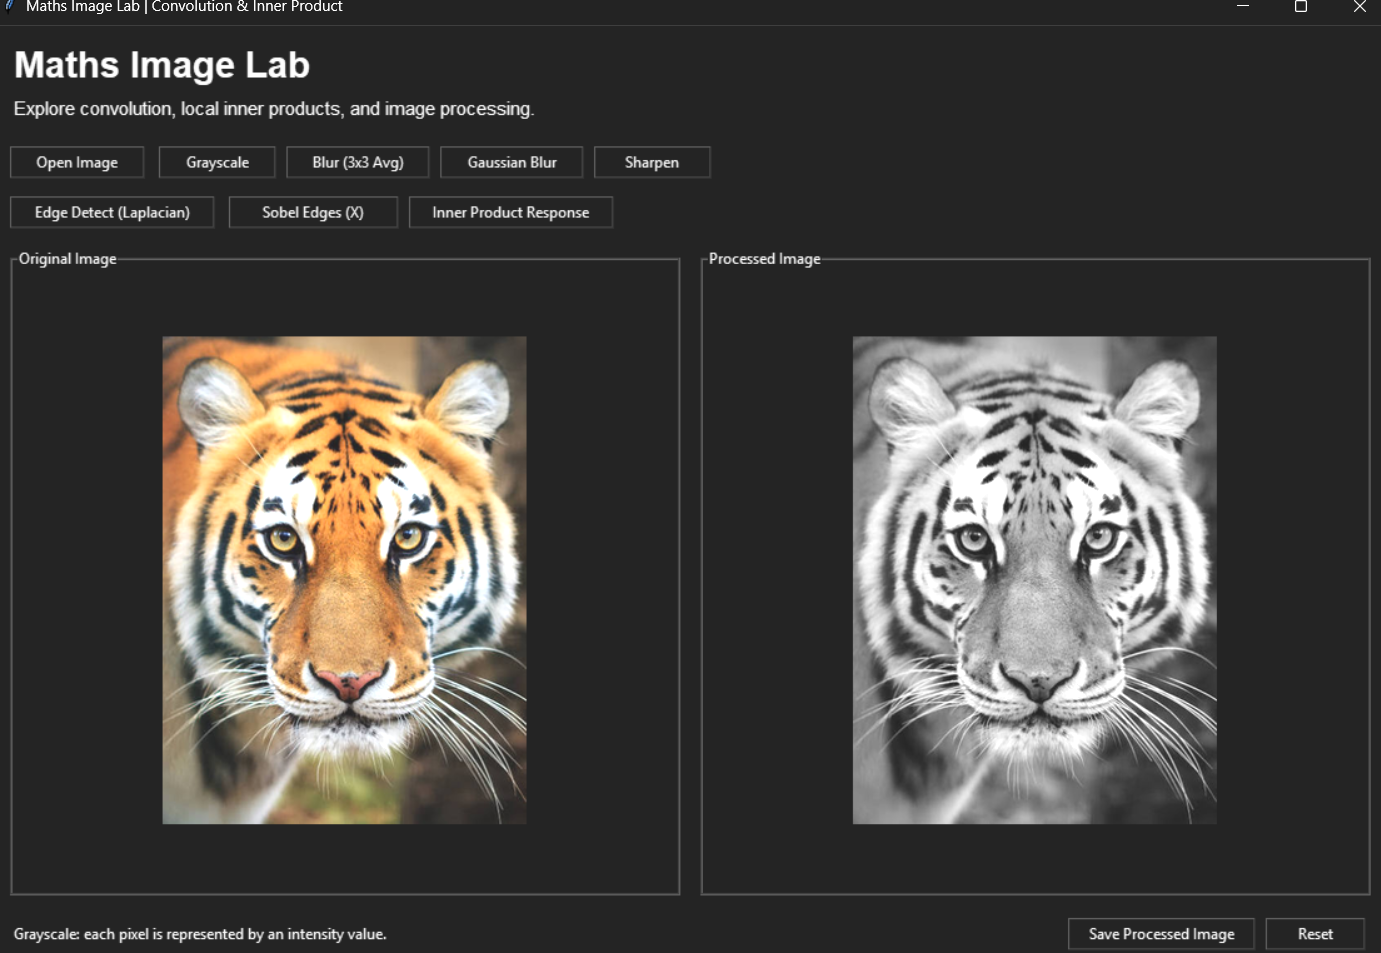 Maths Image Lab | Convolution & Inner Product
Maths Image Lab
Explore convolution, local inner products, and image processing.
Open Image Grayscale Blur (3x3 Avg) Gaussian Blur Sharpen
Edge Detect (Laplacian) Sobel Edges (X) Inner Product Response
Original Image Processed Image
Grayscale: each pixel is represented by an intensity value. Save Processed Image Reset